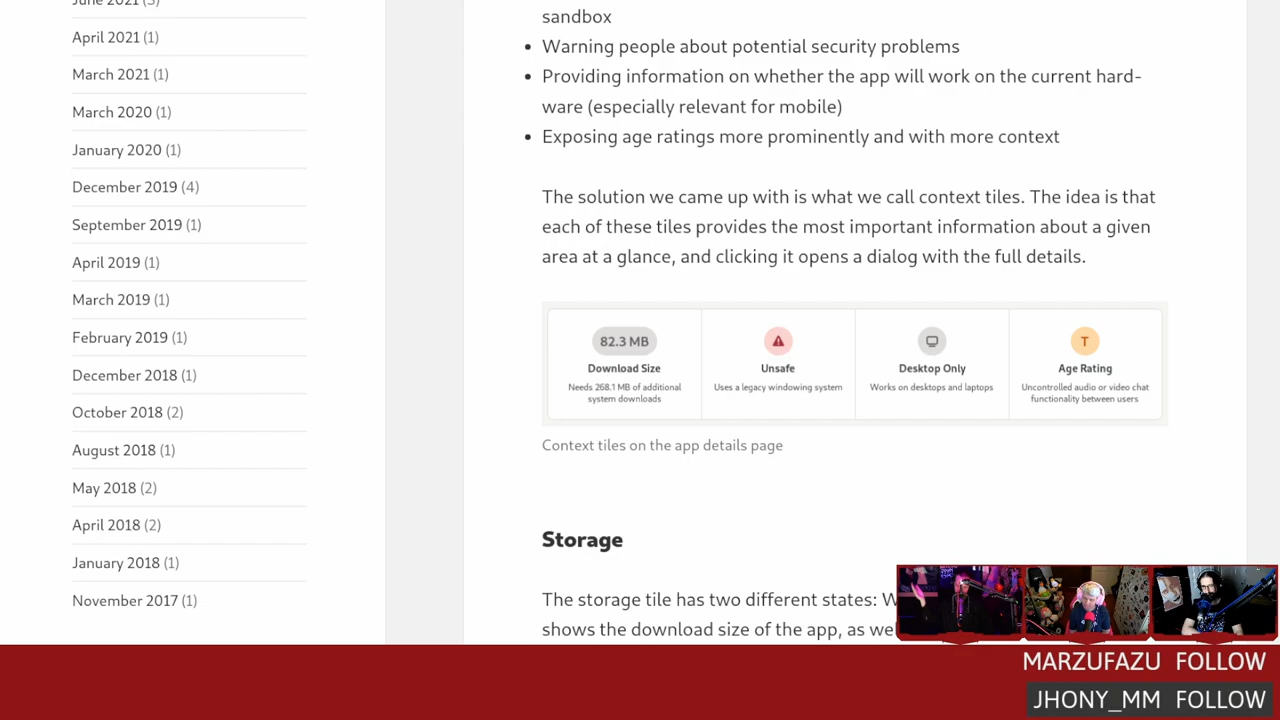 June 2021 (3)
April 2021 (1)
March 2021 (1)
March 2020 (1)
January 2020 (1)
December 2019 (4)
September 2019 (1)
April 2019 (1)
March 2019 (1)
February 2019 (1)
December 2018 (1)
October 2018 (2)
August 2018 (1)
May 2018 (2)
April 2018 (2)
January 2018 (1)
November 2017 (1)
sandbox
• Warning people about potential security problems
• Providing information on whether the app will work on the current hard-
ware (especially relevant for mobile)
• Exposing age ratings more prominently and with more context
The solution we came up with is what we call context tiles. The idea is that
each of these tiles provides the most important information about a given
area at a glance, and clicking it opens a dialog with the full details.
82.3 MB
Download Size
Needs 268.1 MB of additional
system downloads
Unsafe
Uses a legacy windowing system
Desktop Only
Works on desktops and laptops
T
Age Rating
Uncontrolled audio or video chat
functionality between users
Context tiles on the app details page
Storage
The storage tile has two different states: W
shows the download size of the app, as we
MARZUFAZU FOLLOW
JHONY_MM FOLLOW